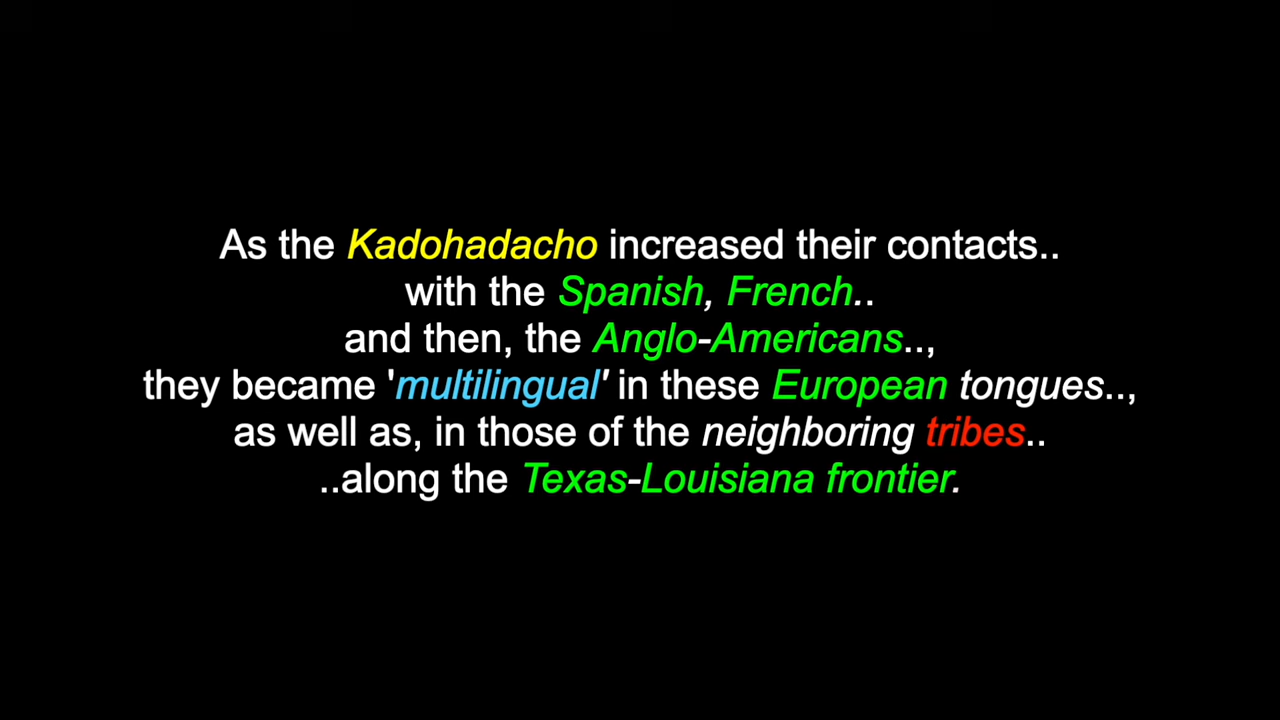 As the Kadohadacho increased their contacts..
with the Spanish, French..
and then, the Anglo-Americans..,
they became 'multilingual' in these European tongues..,
as well as, in those of the neighboring tribes..
..along the Texas-Louisiana frontier.